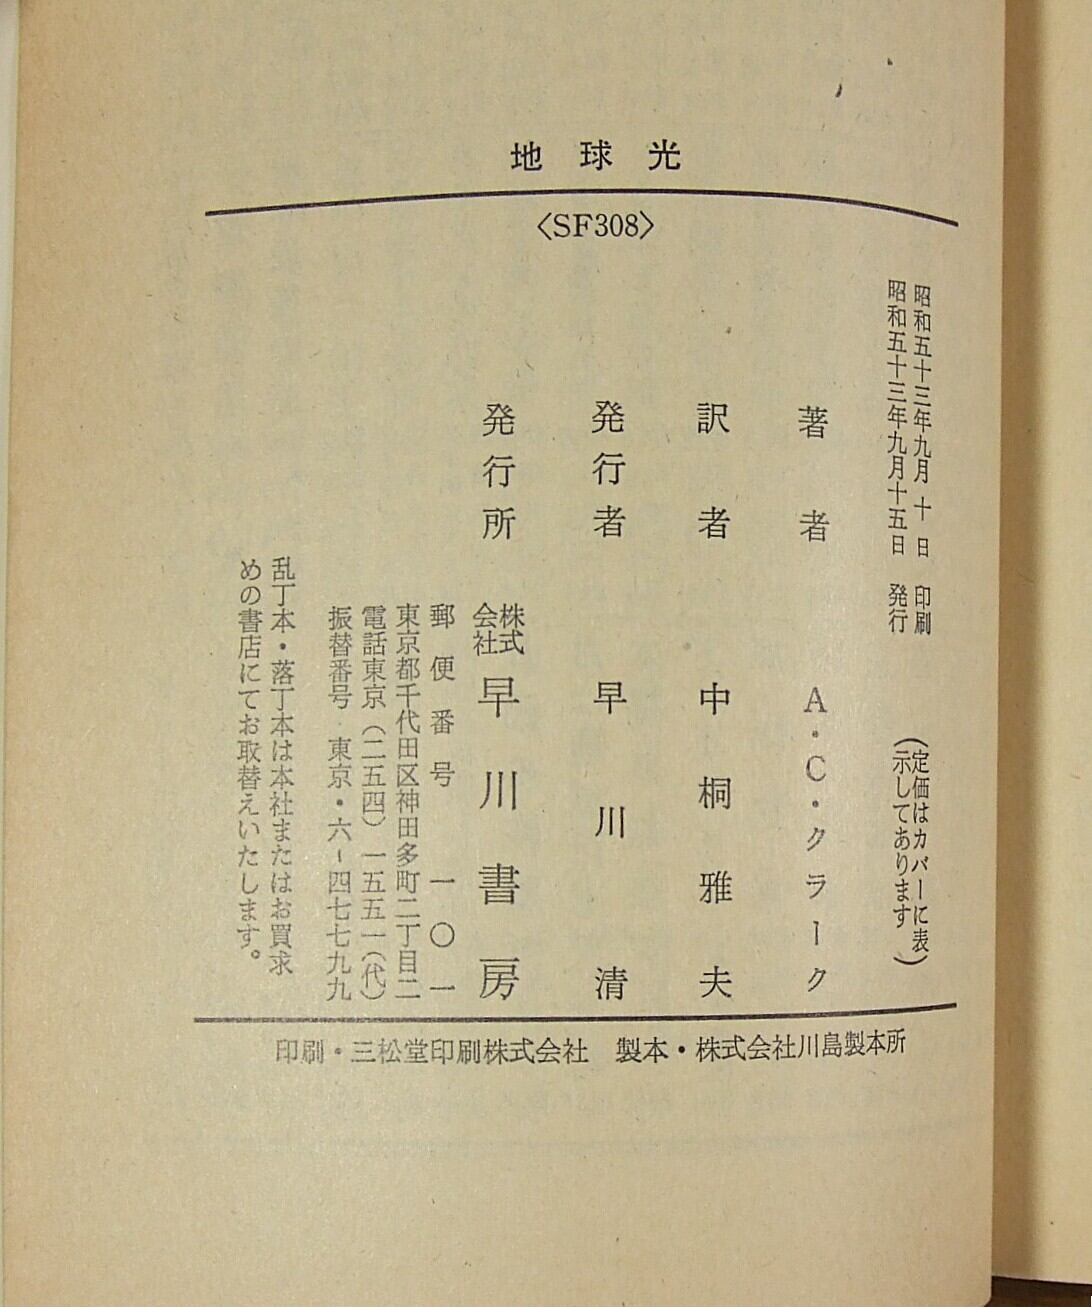 地球光
〈SF308〉
昭和五十三年九月十日 印刷
昭和五十三年九月十五日 発行
(定価はカバーに表
示してあります)
著者 A・C・クラーク
訳者 中桐雅夫
発行者 早川清
発行所 株式会社 早川書房
郵便番号 一〇一
東京都千代田区神田多町二丁目二
電話東京(二五四)一五五一(代)
振替番号 東京・六-四七七九九
乱丁本・落丁本は本社またはお買求
めの書店にてお取替えいたします。
印刷・三松堂印刷株式会社 製本・株式会社川島製本所